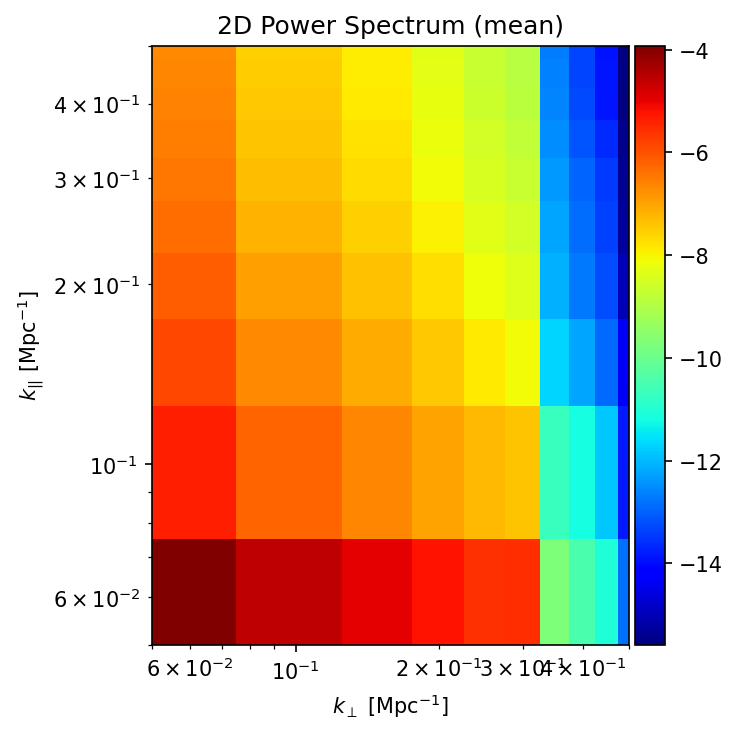 2D Power Spectrum (mean)
4 × 10⁻¹
3 × 10⁻¹
2 × 10⁻¹
10⁻¹
6 × 10⁻²
k∥ [Mpc⁻¹]
−4
−6
−8
−10
−12
−14
6 × 10⁻² 10⁻¹ 2 × 10⁻¹ 3 × 10⁻¹ 4 × 10⁻¹
k⊥ [Mpc⁻¹]